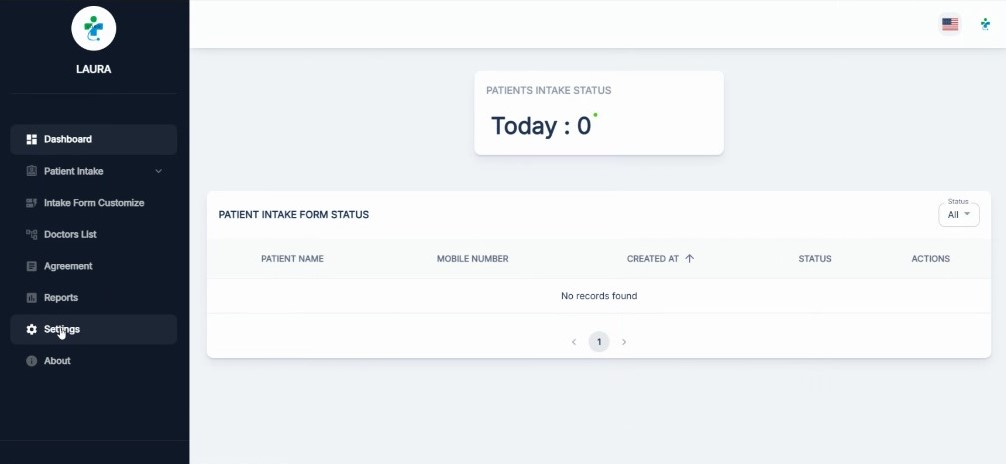 LAURA
Dashboard
Patient Intake
Intake Form Customize
Doctors List
Agreement
Reports
Settings
About
PATIENTS INTAKE STATUS
Today : 0
PATIENT INTAKE FORM STATUS
Status
All
PATIENT NAME MOBILE NUMBER CREATED AT STATUS ACTIONS
No records found
1